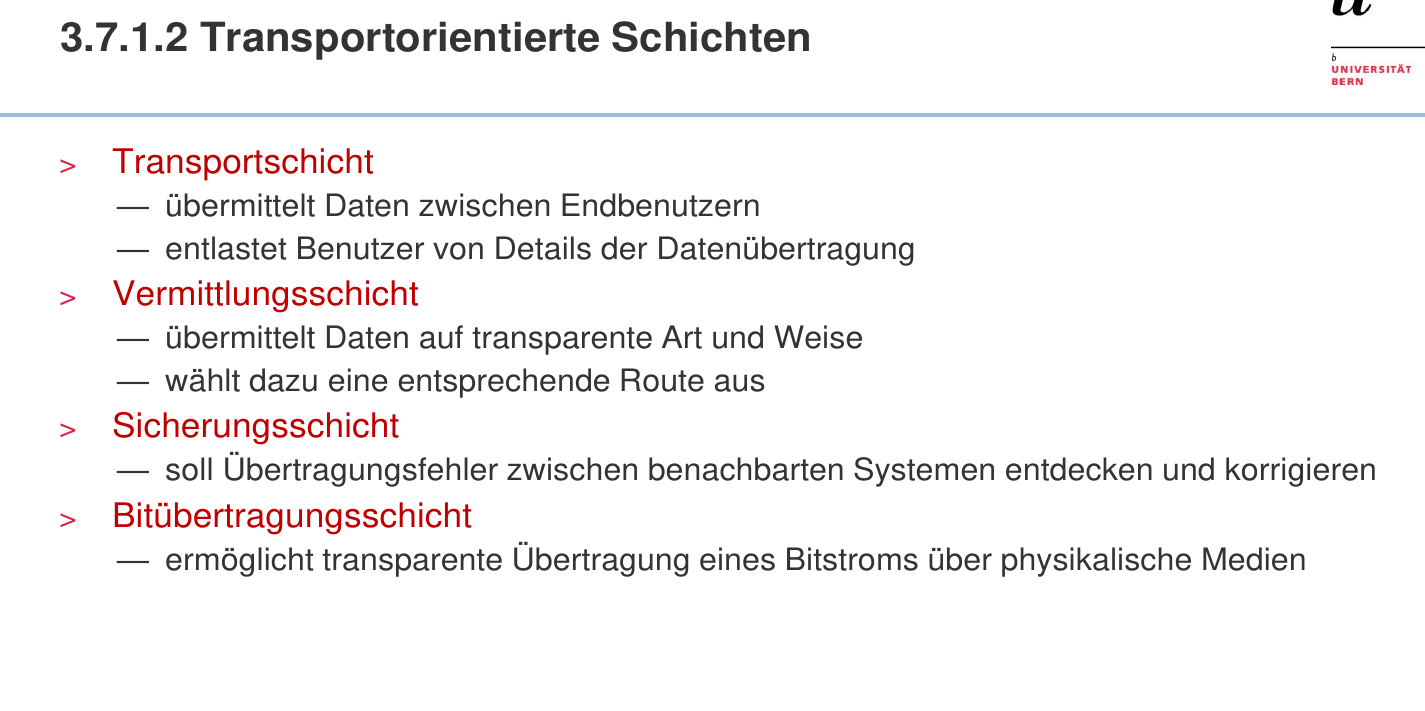 3.7.1.2 Transportorientierte Schichten
u
b
UNIVERSITÄT
BERN
> Transportschicht
— übermittelt Daten zwischen Endbenutzern
— entlastet Benutzer von Details der Datenübertragung
> Vermittlungsschicht
— übermittelt Daten auf transparente Art und Weise
— wählt dazu eine entsprechende Route aus
> Sicherungsschicht
— soll Übertragungsfehler zwischen benachbarten Systemen entdecken und korrigieren
> Bitübertragungsschicht
— ermöglicht transparente Übertragung eines Bitstroms über physikalische Medien